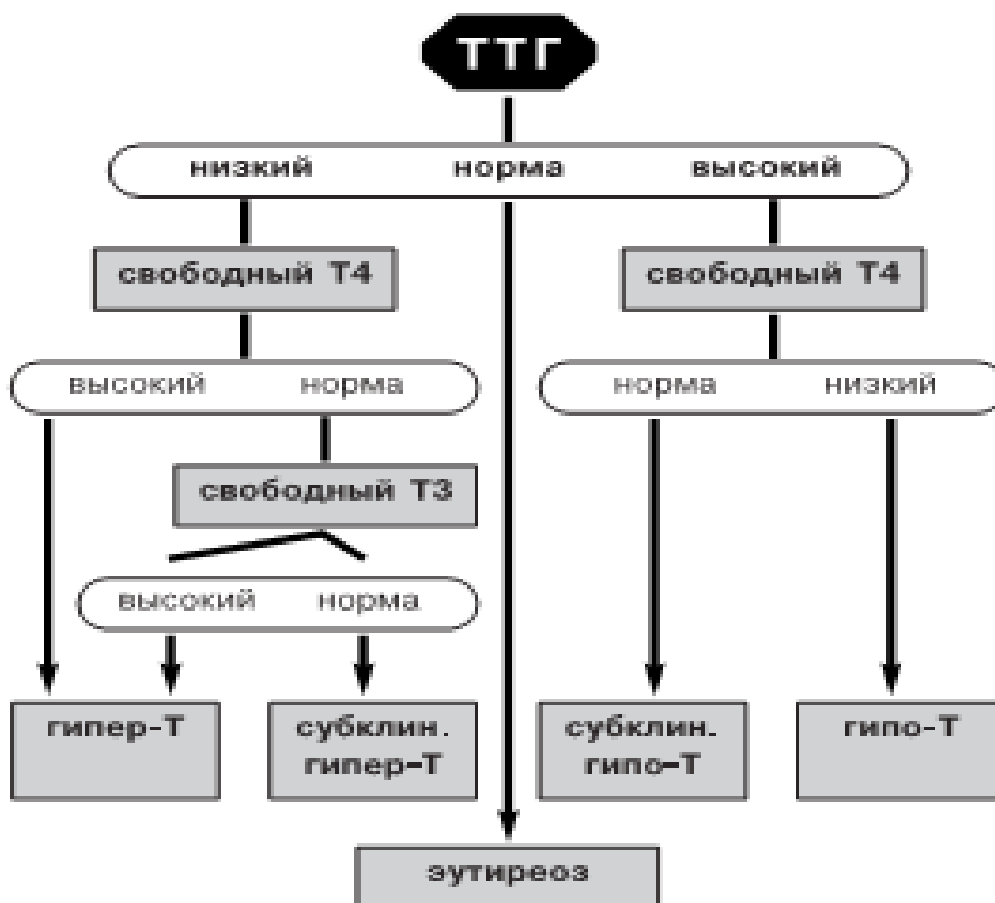 ТТГ
низкий норма высокий
свободный Т4 свободный Т4
высокий норма норма низкий
свободный Т3
высокий норма
гипер-Т субклин. субклин. гипо-Т
гипер-Т гипо-Т
эутиреоз